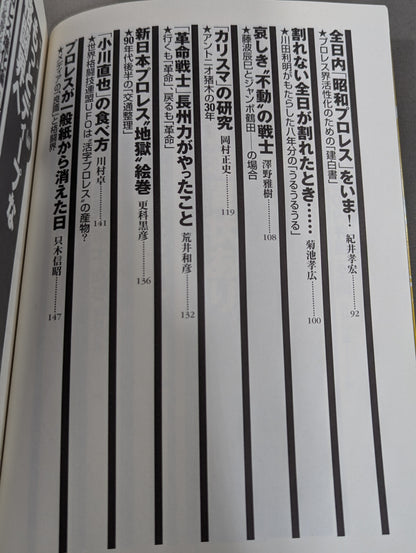 全日内「昭和プロレス」をいま！ 紀井孝宏………92
★プロレス界活性化のための「建白書」
割れない全日が割れたとき…… 菊池孝広………100
★川田利明がもたらした八年分の「うるうるうる」
哀しき“不動”の戦士 澤野雅樹………108
★藤波辰巳とジャンボ鶴田――の場合
「カリスマ」の研究 岡村正史………119
★アントニオ猪木の30年
「革命戦士」長州力がやったこと 荒井和彦………132
★行くも「革命」、戻るも「革命」
新日本プロレス“地獄”絵巻 更科黒彦………136
★90年代後半の「交通整理」
「小川直也」の食べ方 川村卓………141
★世界格闘技連盟UFOは“活字プロレス”の産物？
プロレスが一般紙から消えた日 只木信昭………147